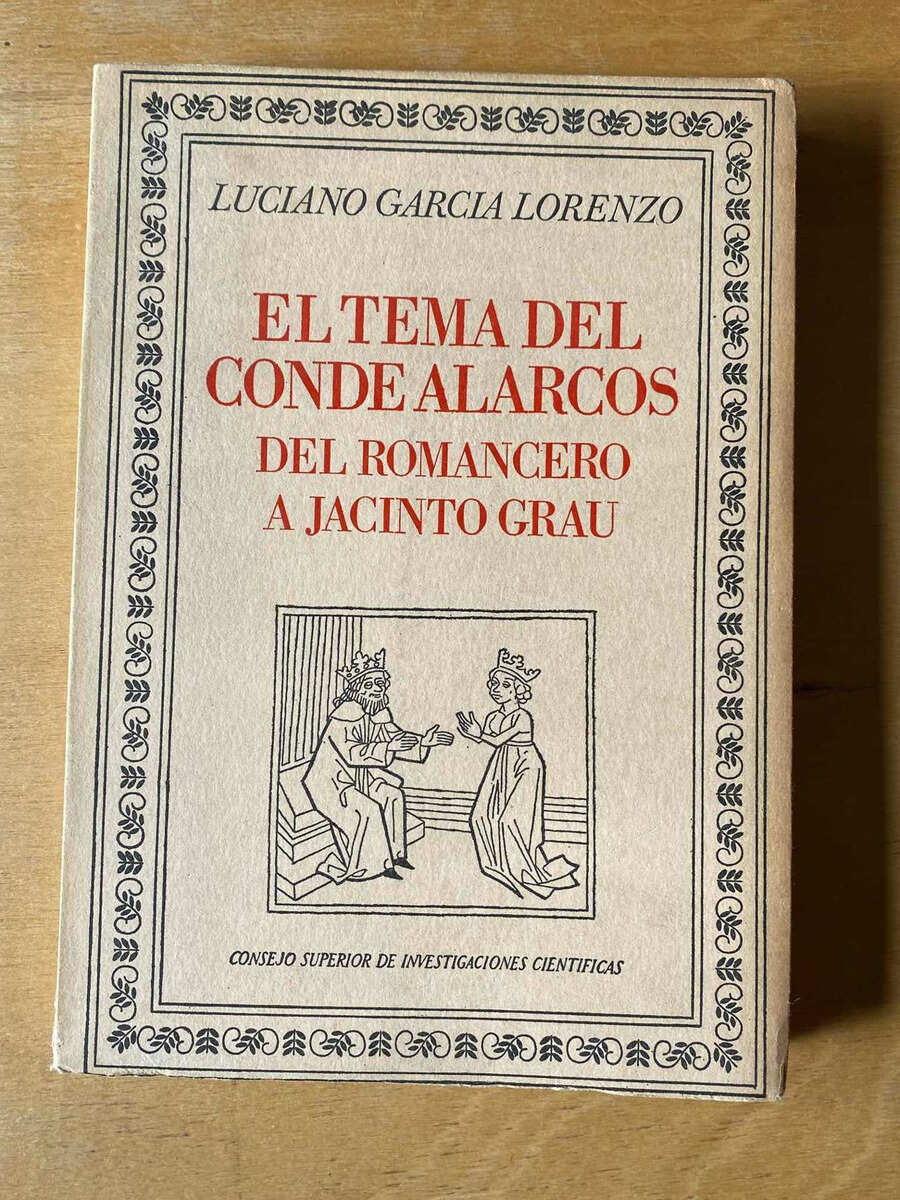 LUCIANO GARCIA LORENZO
EL TEMA DEL
CONDE ALARCOS
DEL ROMANCERO
A JACINTO GRAU
CONSEJO SUPERIOR DE INVESTIGACIONES CIENTIFICAS